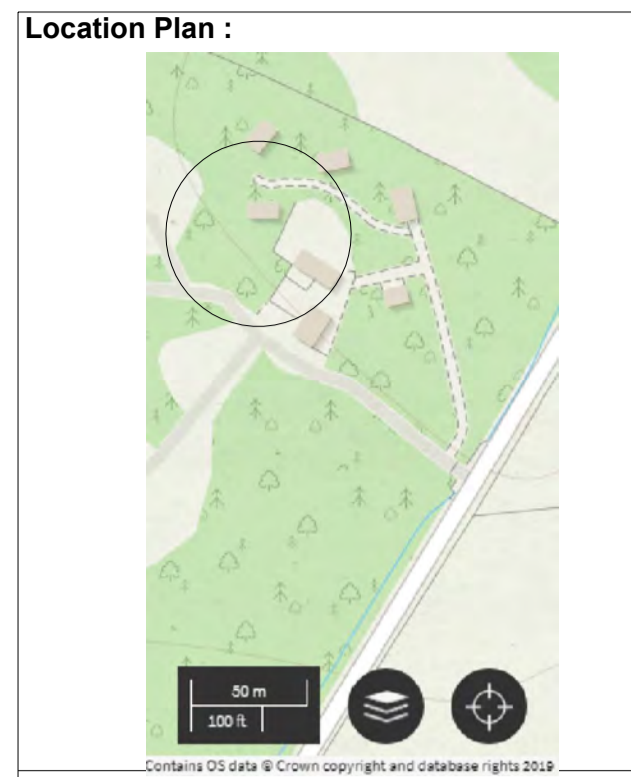 Location Plan :
50 m
100 ft
Contains OS data © Crown copyright and database rights 2019